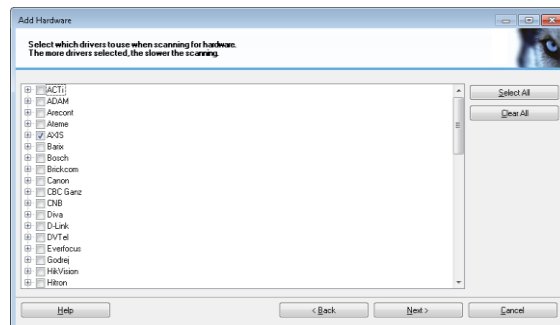 Add Hardware
Select which drivers to use when scanning for hardware.
The more drivers selected, the slower the scanning.
ACTi
ADAM
Arecont
Ateme
AXIS
Barix
Bosch
Brickcom
Canon
CBC Ganz
CNB
Diva
D-Link
DVTel
Everfocus
Godrej
HikVision
Hitron
Select All
Clear All
Help
< Back
Next >
Cancel